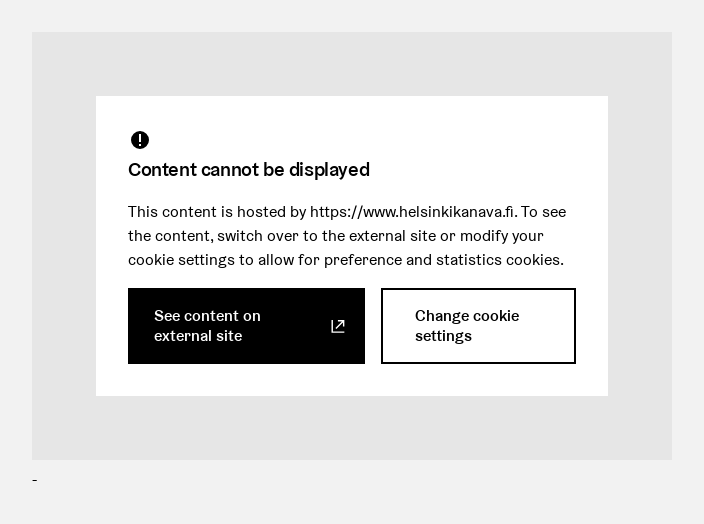 Content cannot be displayed
This content is hosted by https://www.helsinkikanava.fi. To see
the content, switch over to the external site or modify your
cookie settings to allow for preference and statistics cookies.
See content on
external site
Change cookie
settings
-